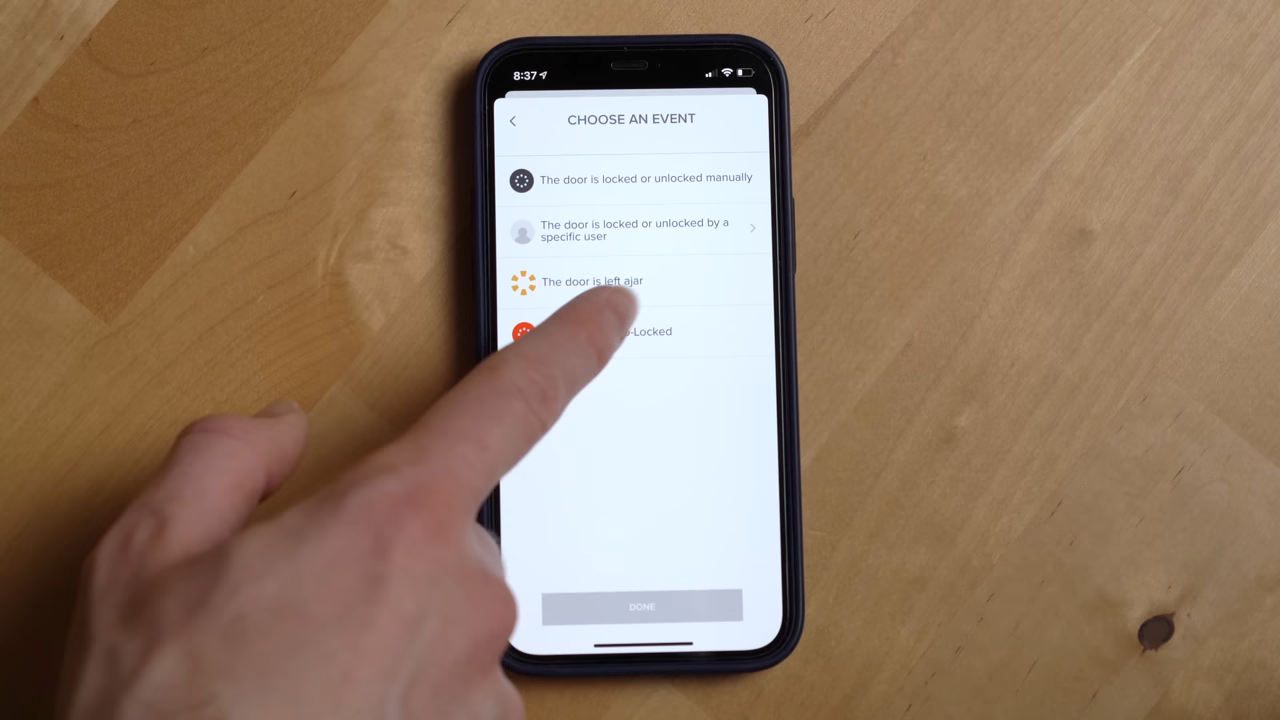 8:37
CHOOSE AN EVENT
The door is locked or unlocked manually
The door is locked or unlocked by a
specific user
The door is left ajar
-Locked
DONE